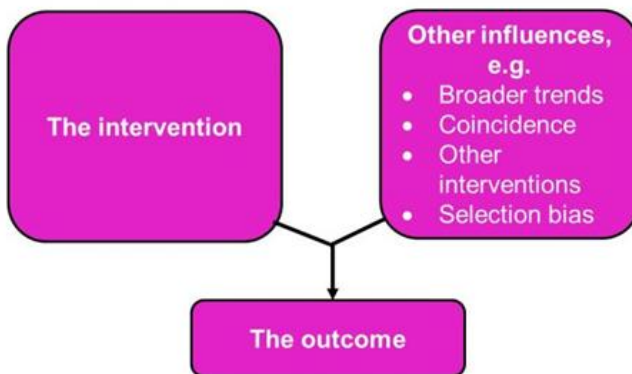 The intervention
Other influences,
e.g.
• Broader trends
• Coincidence
• Other
interventions
• Selection bias
The outcome